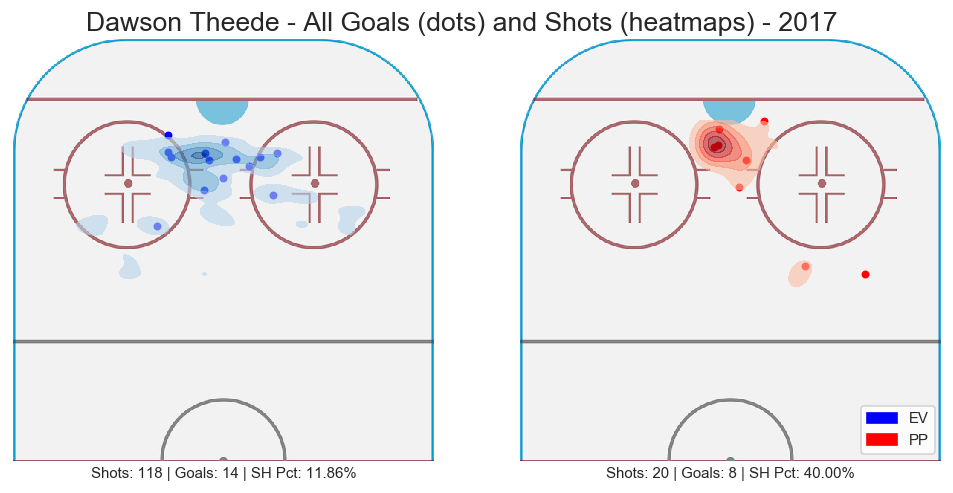 Dawson Theede - All Goals (dots) and Shots (heatmaps) - 2017
EV
PP
Shots: 118 | Goals: 14 | SH Pct: 11.86%
Shots: 20 | Goals: 8 | SH Pct: 40.00%